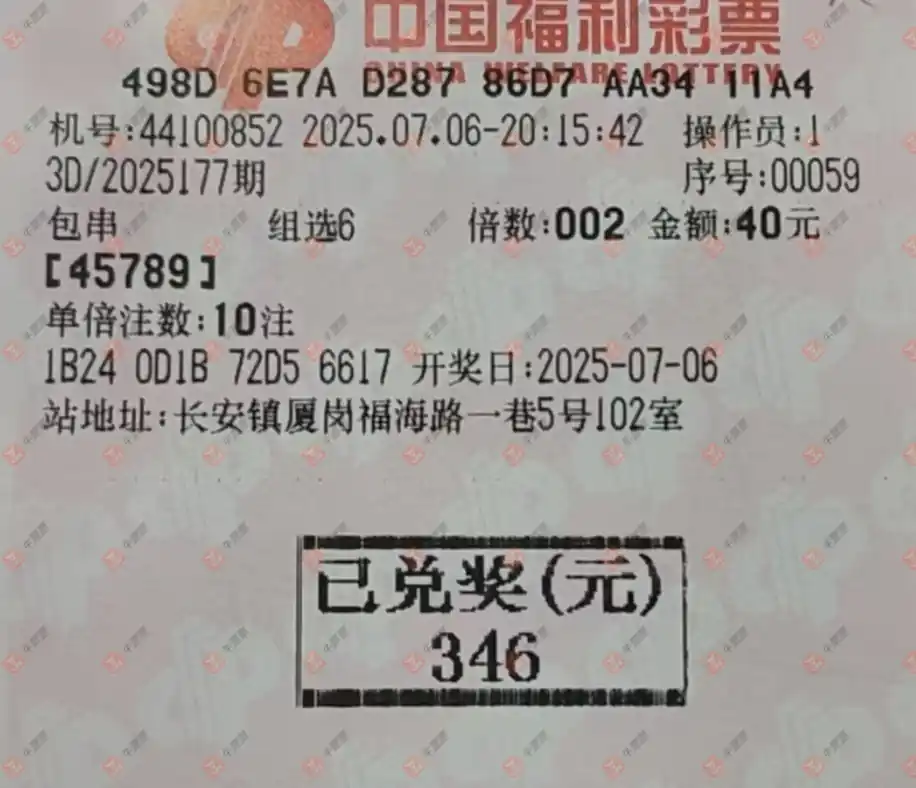 中国福利彩票
CHINA WELFARE LOTTERY
498D 6E7A D287 86D7 AA34 11A4
机号:44100852 2025.07.06-20:15:42 操作员:1
3D/2025177期 序号:00059
包串 组选6 倍数:002 金额:40元
[45789]
单倍注数:10注
1B24 0D1B 72D5 6617 开奖日:2025-07-06
站地址:长安镇厦岗福海路一巷5号102室
已兑奖(元)
346